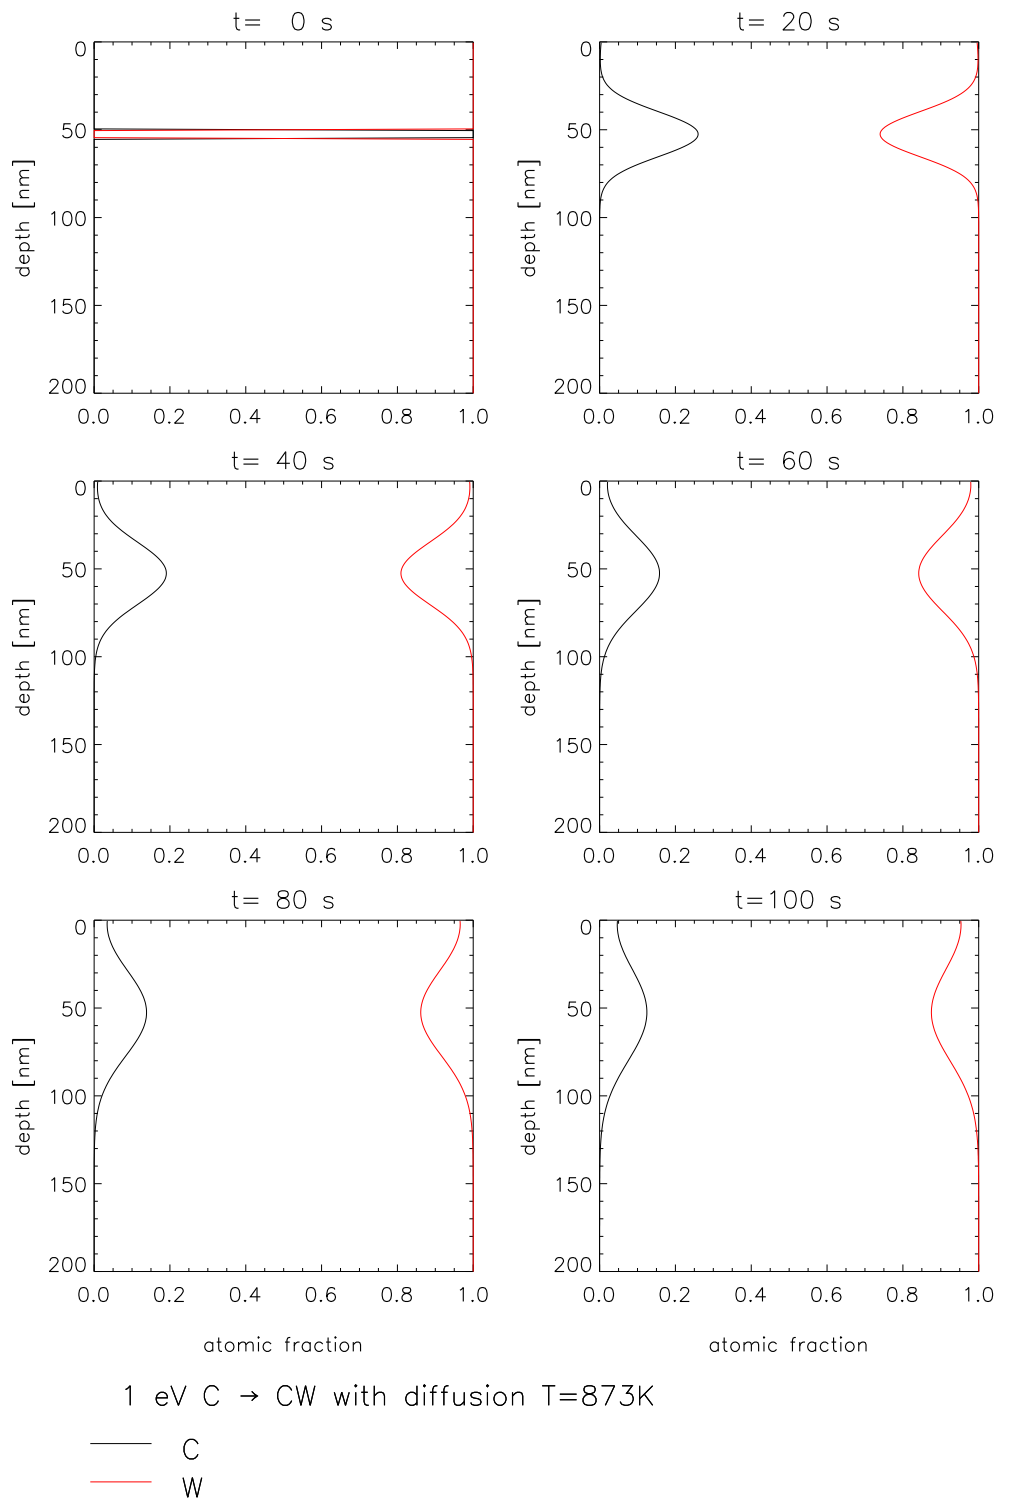 t=  0 s
t= 20 s
0
50
100
150
200
depth [nm]
0.0 0.2 0.4 0.6 0.8 1.0
0
50
100
150
200
depth [nm]
0.0 0.2 0.4 0.6 0.8 1.0
t= 40 s
t= 60 s
0
50
100
150
200
depth [nm]
0.0 0.2 0.4 0.6 0.8 1.0
0
50
100
150
200
depth [nm]
0.0 0.2 0.4 0.6 0.8 1.0
t= 80 s
t=100 s
0
50
100
150
200
depth [nm]
0.0 0.2 0.4 0.6 0.8 1.0
atomic fraction
0
50
100
150
200
depth [nm]
0.0 0.2 0.4 0.6 0.8 1.0
atomic fraction
1 eV C → CW with diffusion T=873K
C
W